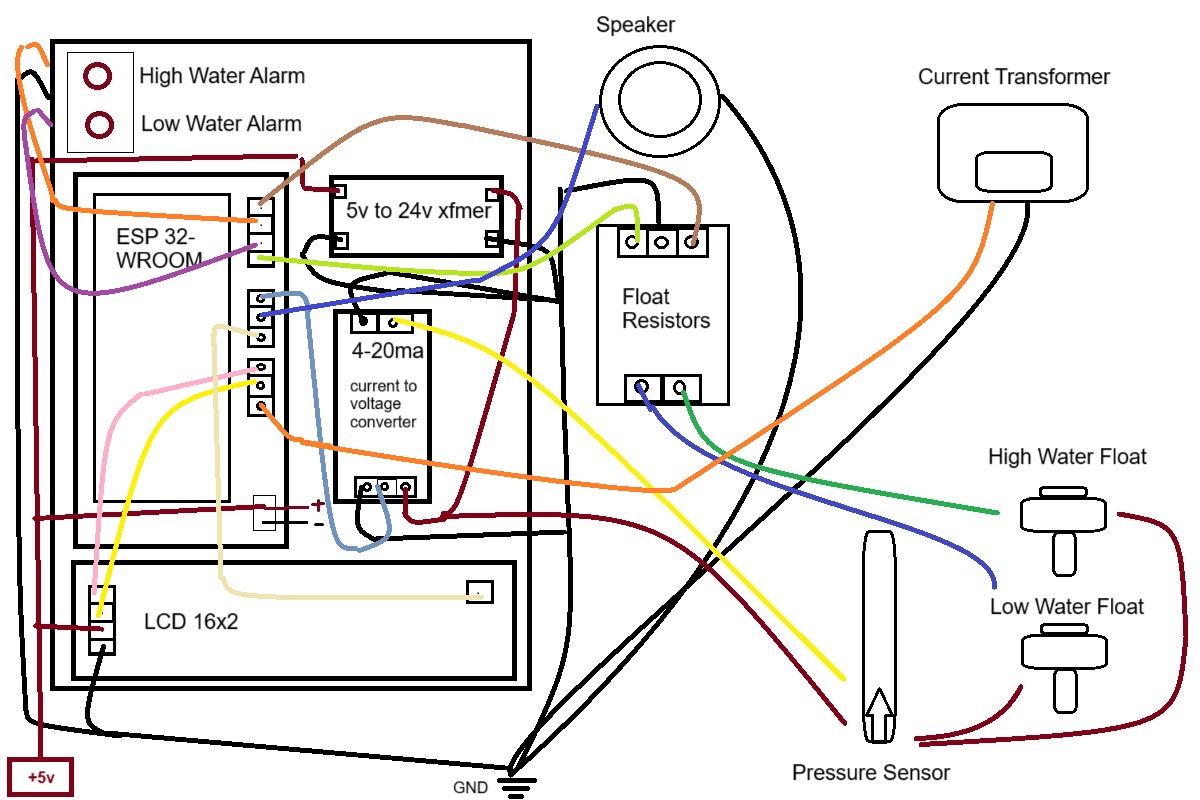 Speaker
Current Transformer
High Water Alarm
Low Water Alarm
5v to 24v xfmer
ESP 32-
WROOM
Float
Resistors
4-20ma
current to
voltage
converter
High Water Float
+
-
Low Water Float
LCD 16x2
Pressure Sensor
+5v
GND